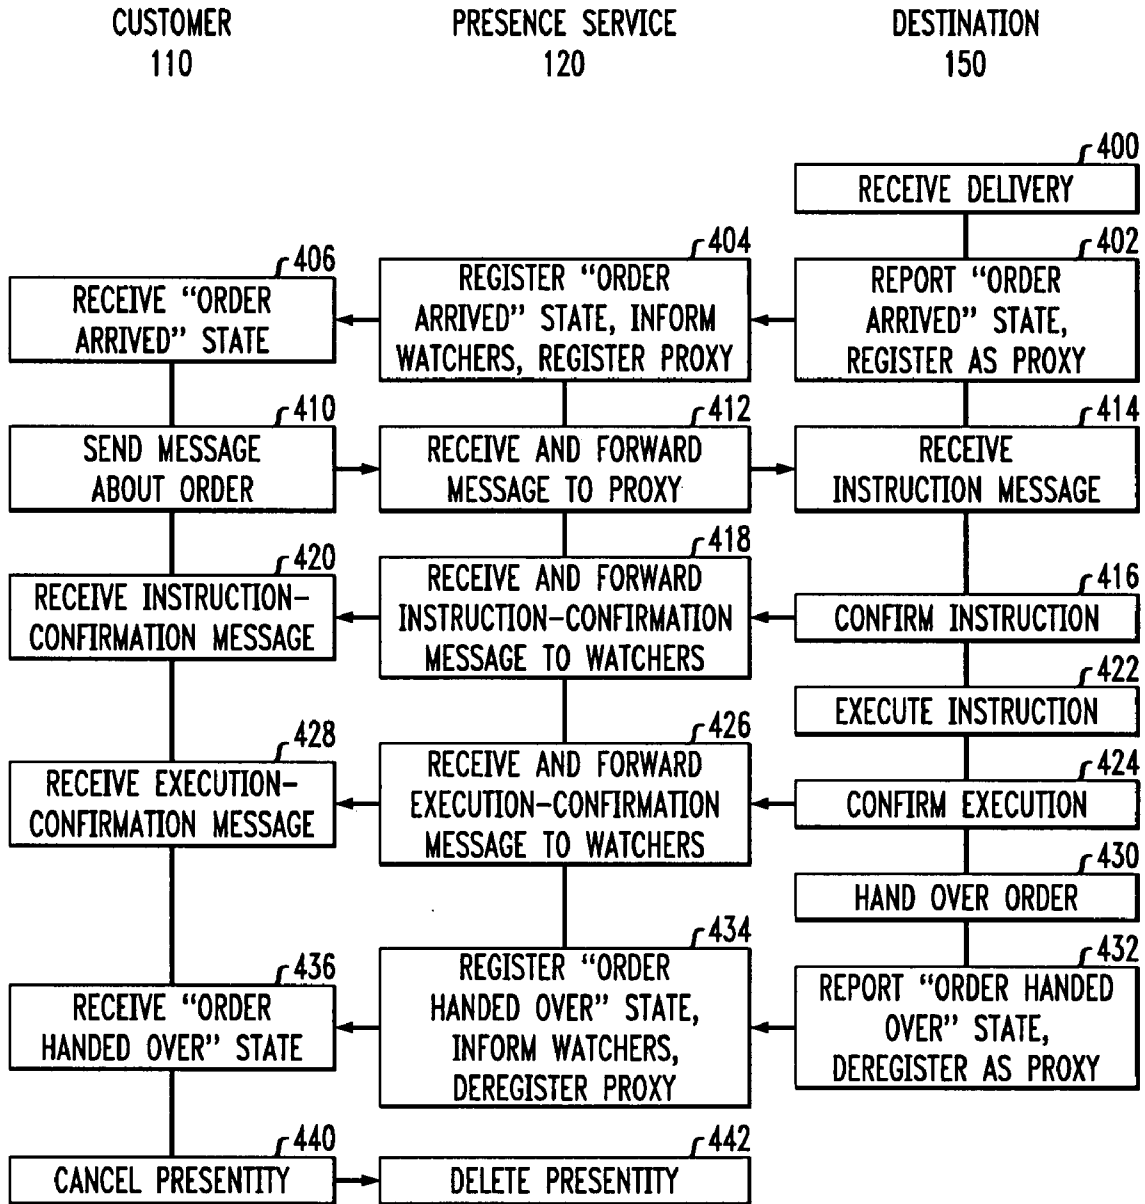 CUSTOMER
110
PRESENCE SERVICE
120
DESTINATION
150
400
RECEIVE DELIVERY
406
RECEIVE “ORDER
ARRIVED” STATE
404
REGISTER “ORDER
ARRIVED” STATE, INFORM
WATCHERS, REGISTER PROXY
402
REPORT “ORDER
ARRIVED” STATE,
REGISTER AS PROXY
410
SEND MESSAGE
ABOUT ORDER
412
RECEIVE AND FORWARD
MESSAGE TO PROXY
414
RECEIVE
INSTRUCTION MESSAGE
420
RECEIVE INSTRUCTION-
CONFIRMATION MESSAGE
418
RECEIVE AND FORWARD
INSTRUCTION-CONFIRMATION
MESSAGE TO WATCHERS
416
CONFIRM INSTRUCTION
422
EXECUTE INSTRUCTION
428
RECEIVE EXECUTION-
CONFIRMATION MESSAGE
426
RECEIVE AND FORWARD
EXECUTION-CONFIRMATION
MESSAGE TO WATCHERS
424
CONFIRM EXECUTION
430
HAND OVER ORDER
436
RECEIVE “ORDER
HANDED OVER” STATE
434
REGISTER “ORDER
HANDED OVER” STATE,
INFORM WATCHERS,
DEREGISTER PROXY
432
REPORT “ORDER HANDED
OVER” STATE,
DEREGISTER AS PROXY
440
CANCEL PRESENTITY
442
DELETE PRESENTITY